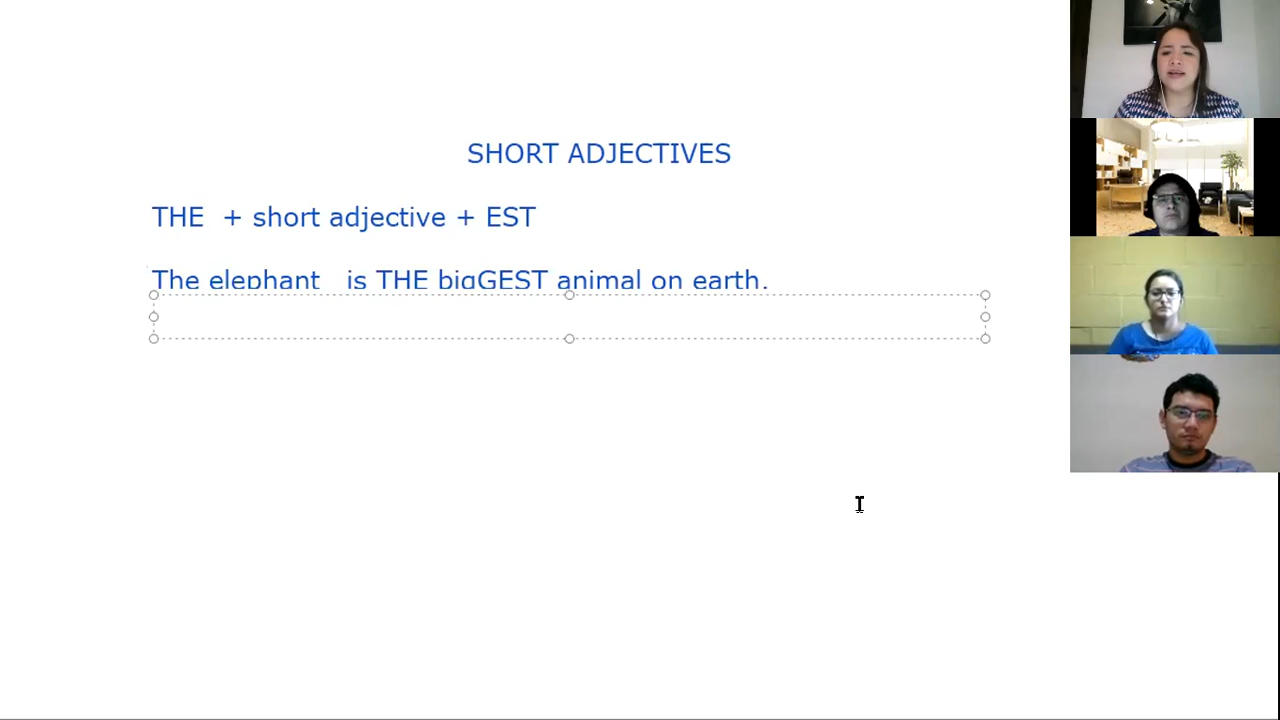 SHORT ADJECTIVES
THE + short adjective + EST
The elephant is THE bigGEST animal on earth.